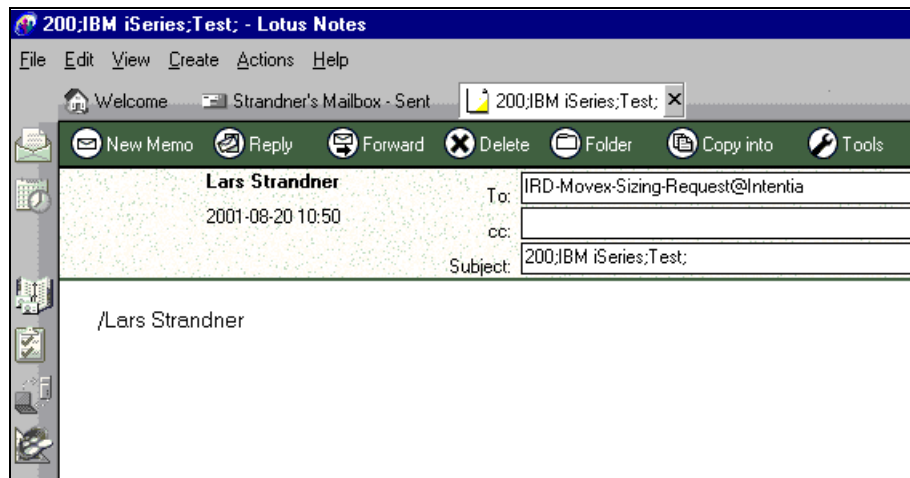 200;IBM iSeries;Test; - Lotus Notes
File Edit View Create Actions Help
Welcome Strandner's Mailbox - Sent 200;IBM iSeries;Test;
New Memo Reply Forward Delete Folder Copy into Tools
Lars Strandner
2001-08-20 10:50
To: IRD-Movex-Sizing-Request@Intentia
cc:
Subject: 200;IBM iSeries;Test;
/Lars Strandner